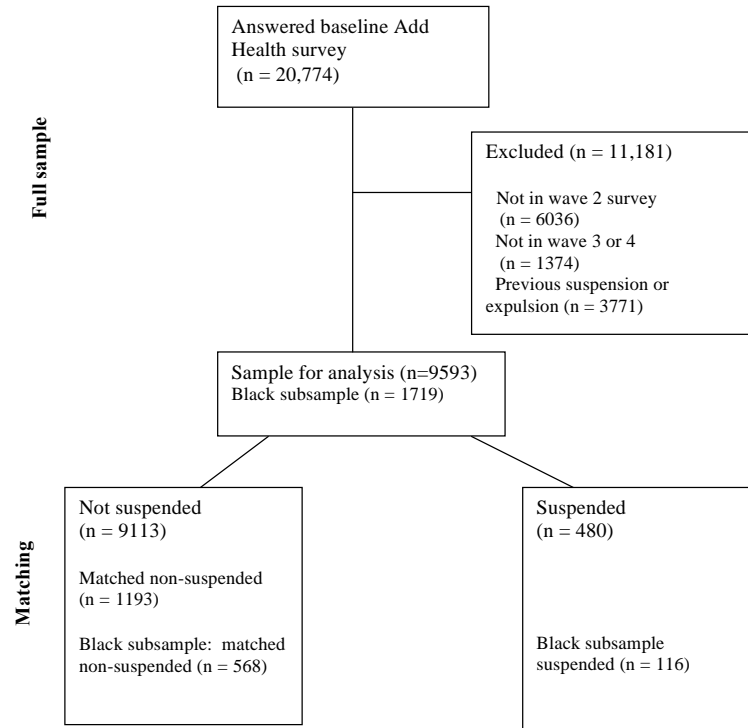 Answered baseline Add
Health survey
(n = 20,774)
Full sample
Excluded (n = 11,181)
Not in wave 2 survey
(n = 6036)
Not in wave 3 or 4
(n = 1374)
Previous suspension or
expulsion (n = 3771)
Sample for analysis (n=9593)
Black subsample (n = 1719)
Matching
Not suspended
(n = 9113)
Matched non-suspended
(n = 1193)
Black subsample: matched
non-suspended (n = 568)
Suspended
(n = 480)
Black subsample
suspended (n = 116)